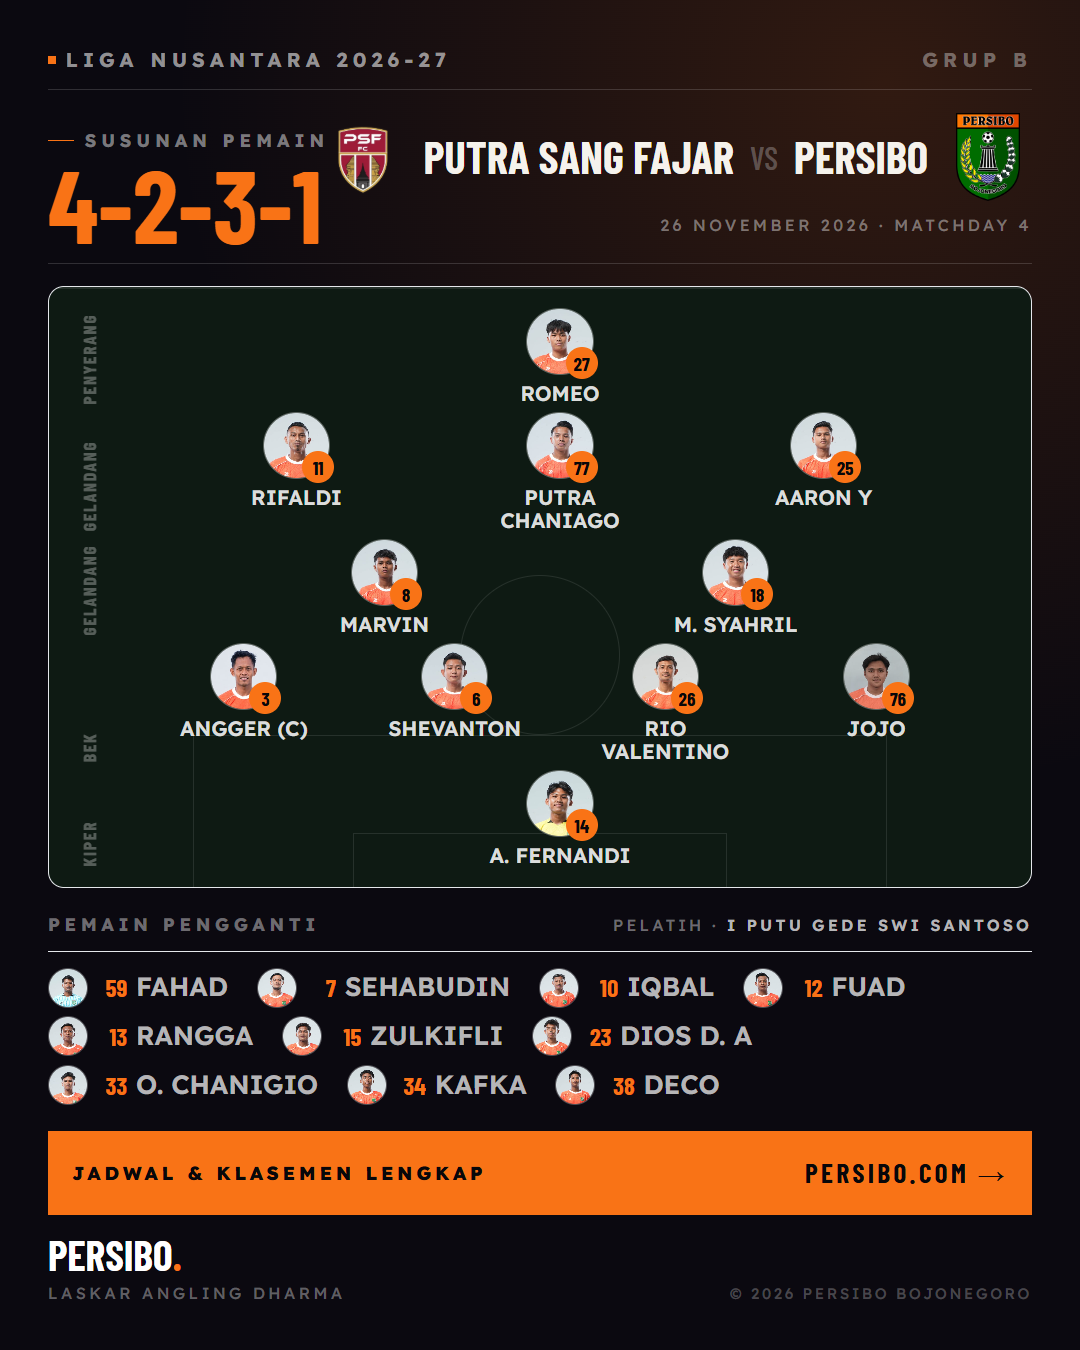 LIGA NUSANTARA 2026-27
GRUP B
SUSUNAN PEMAIN
4-2-3-1
PSF
FC
PUTRA SANG FAJAR VS PERSIBO
PERSIBO
26 NOVEMBER 2026 · MATCHDAY 4
PENYERANG
27
ROMEO
GELANDANG
11
RIFALDI
77
PUTRA
CHANIAGO
25
AARON Y
GELANDANG
8
MARVIN
18
M. SYAHRIL
BEK
3
ANGGER (C)
6
SHEVANTON
26
RIO
VALENTINO
76
JOJO
KIPER
14
A. FERNANDI
PEMAIN PENGGANTI
PELATIH · I PUTU GEDE SWI SANTOSO
59 FAHAD 7 SEHABUDIN 10 IQBAL 12 FUAD
13 RANGGA 15 ZULKIFLI 23 DIOS D. A
33 O. CHANIGIO 34 KAFKA 38 DECO
JADWAL & KLASEMEN LENGKAP
PERSIBO.COM →
PERSIBO.
LASKAR ANGLING DHARMA
© 2026 PERSIBO BOJONEGORO